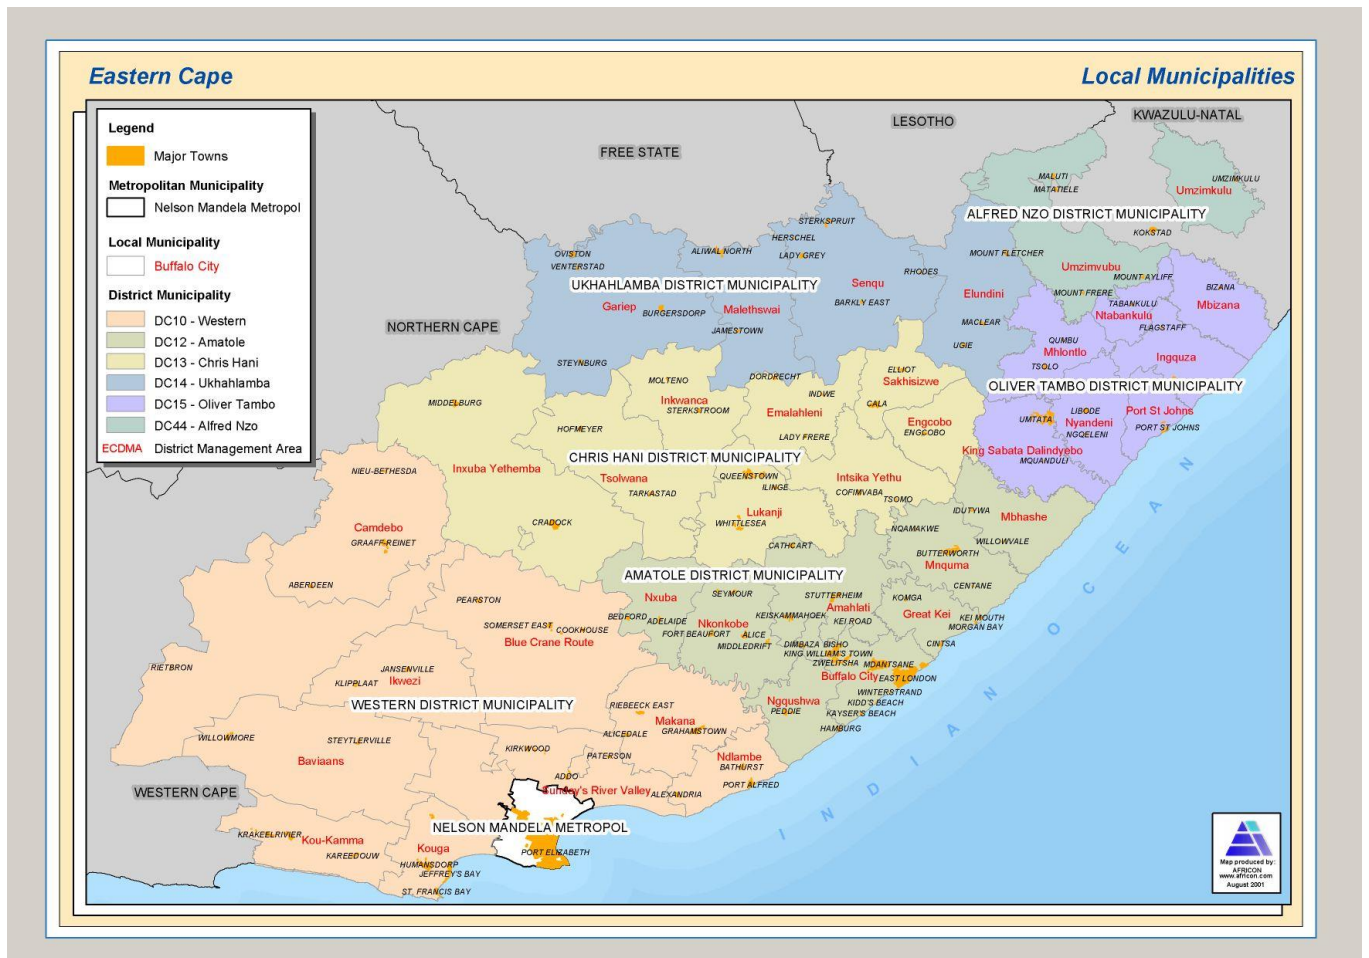 Eastern Cape
Local Municipalities
Legend
Major Towns
Metropolitan Municipality
Nelson Mandela Metropol
Local Municipality
Buffalo City
District Municipality
DC10 - Western
DC12 - Amatole
DC13 - Chris Hani
DC14 - Ukhahlamba
DC15 - Oliver Tambo
DC44 - Alfred Nzo
ECDMA District Management Area
FREE STATE
LESOTHO
KWAZULU-NATAL
NORTHERN CAPE
WESTERN CAPE
MALUTI
MATATIELE
UMZIMKULU
Umzimkulu
ALFRED NZO DISTRICT MUNICIPALITY
KOKSTAD
STERKSPRUIT
HERSCHEL
ALIWAL NORTH
LADY GREY
OVISTON
VENTERSTAD
MOUNT FLETCHER
Umzimvubu
RHODES
MOUNT AYLIFF
UKHAHLAMBA DISTRICT MUNICIPALITY
Senqu
Elundini
MOUNT FRERE
BIZANA
Gariep
BURGERSDORP
Malethswai
BARKLY EAST
TABANKULU
Mbizana
Ntabankulu
JAMESTOWN
MACLEAR
FLAGSTAFF
UGIE
QUMBU
Mhlontlo
Ingquza
STEYNBURG
TSOLO
MOLTENO
DORDRECHT
ELLIOT
Sakhisizwe
OLIVER TAMBO DISTRICT MUNICIPALITY
MIDDELBURG
Inkwanca
STERKSTROOM
INDWE
Emalahleni
CALA
UMTATA
LIBODE
Port St Johns
Nyandeni
HOFMEYER
Engcobo
ENGCOBO
NGQELENI
PORT ST JOHNS
LADY FRERE
King Sabata Dalindyebo
MQUANDULI
CHRIS HANI DISTRICT MUNICIPALITY
NIEU-BETHESDA
Inxuba Yethemba
Tsolwana
QUEENSTOWN
ILINGE
Intsika Yethu
TARKASTAD
COFIMVABA
TSOMO
Lukanji
WHITTLESEA
IDUTYWA
Mbhashe
CRADOCK
Camdebo
GRAAFF-REINET
CATHCART
NQAMAKWE
WILLOWVALE
BUTTERWORTH
Mnquma
AMATOLE DISTRICT MUNICIPALITY
ABERDEEN
CENTANE
PEARSTON
Nxuba
SEYMOUR
STUTTERHEIM
Amahlati
KOMGA
Great Kei
SOMERSET EAST
COOKHOUSE
BEDFORD
ADELAIDE
Nkonkobe
KEISKAMMAHOEK
KEI ROAD
KEI MOUTH
MORGAN BAY
Blue Crane Route
FORT BEAUFORT
ALICE
MIDDLEDRIFT
DIMBAZA
BISHO
KING WILLIAM'S TOWN
CINTSA
ZWELITSHA
MDANTSANE
Buffalo City
EAST LONDON
RIETBRON
JANSENVILLE
Ikwezi
KLIPPLAAT
WINTERSTRAND
KIDD'S BEACH
KAYSER'S BEACH
Ngqushwa
PEDDIE
HAMBURG
WESTERN DISTRICT MUNICIPALITY
RIEBEECK EAST
Makana
GRAHAMSTOWN
ALICEDALE
WILLOWMORE
STEYTLERVILLE
KIRKWOOD
PATERSON
Ndlambe
BATHURST
Baviaans
ADDO
PORT ALFRED
Sunday's River Valley
ALEXANDRIA
NELSON MANDELA METROPOL
KRAKEELRIVIER
Kou-Kamma
KAREEDOUW
Kouga
PORT ELIZABETH
HUMANSDORP
JEFFREY'S BAY
ST. FRANCIS BAY
INDIAN OCEAN
Map produced by:
AFRICON
www.africon.com
August 2001